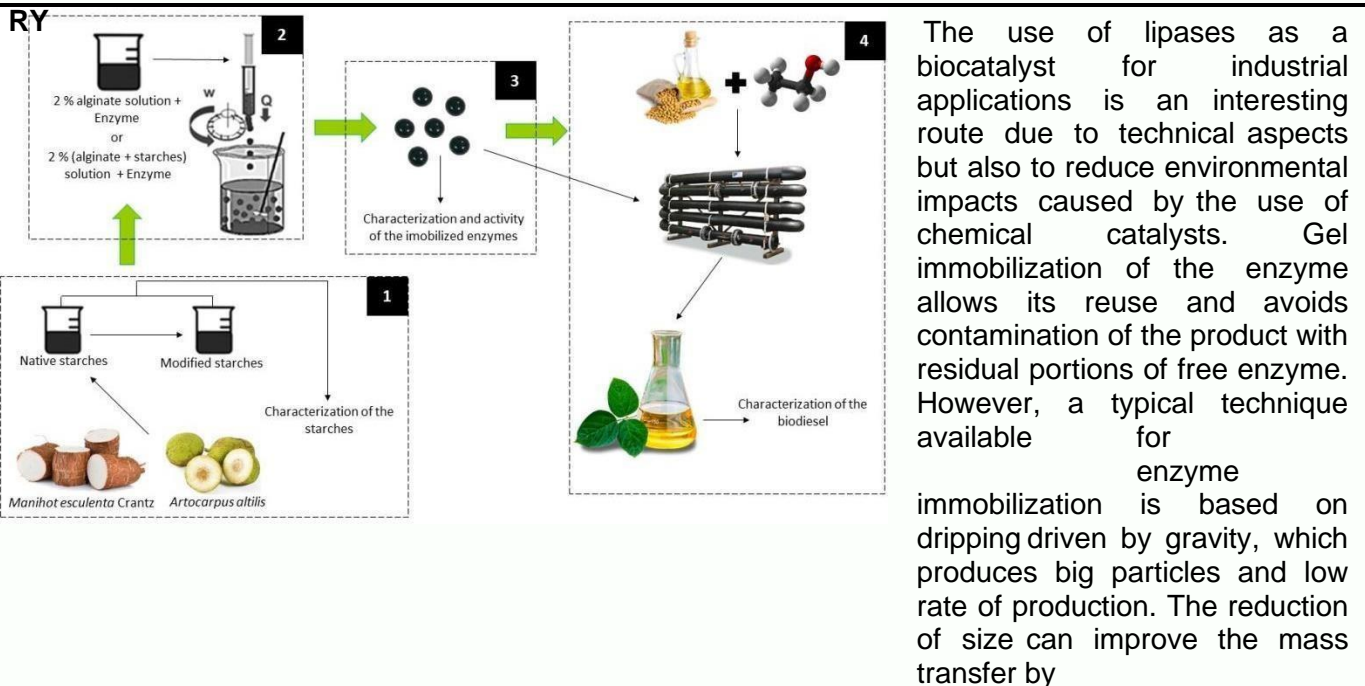 RY
2
2 % alginate solution +
Enzyme
or
2 % (alginate + starches)
solution + Enzyme
W
Q
3
Characterization and activity
of the imobilized enzymes
4
Characterization of the
biodiesel
1
Native starches
Modified starches
Characterization of the
starches
Manihot esculenta Crantz
Artocarpus altilis
The use of lipases as a
biocatalyst for industrial
applications is an interesting
route due to technical aspects
but also to reduce environmental
impacts caused by the use of
chemical catalysts. Gel
immobilization of the enzyme
allows its reuse and avoids
contamination of the product with
residual portions of free enzyme.
However, a typical technique
available for
enzyme
immobilization is based on
dripping driven by gravity, which
produces big particles and low
rate of production. The reduction
of size can improve the mass
transfer by